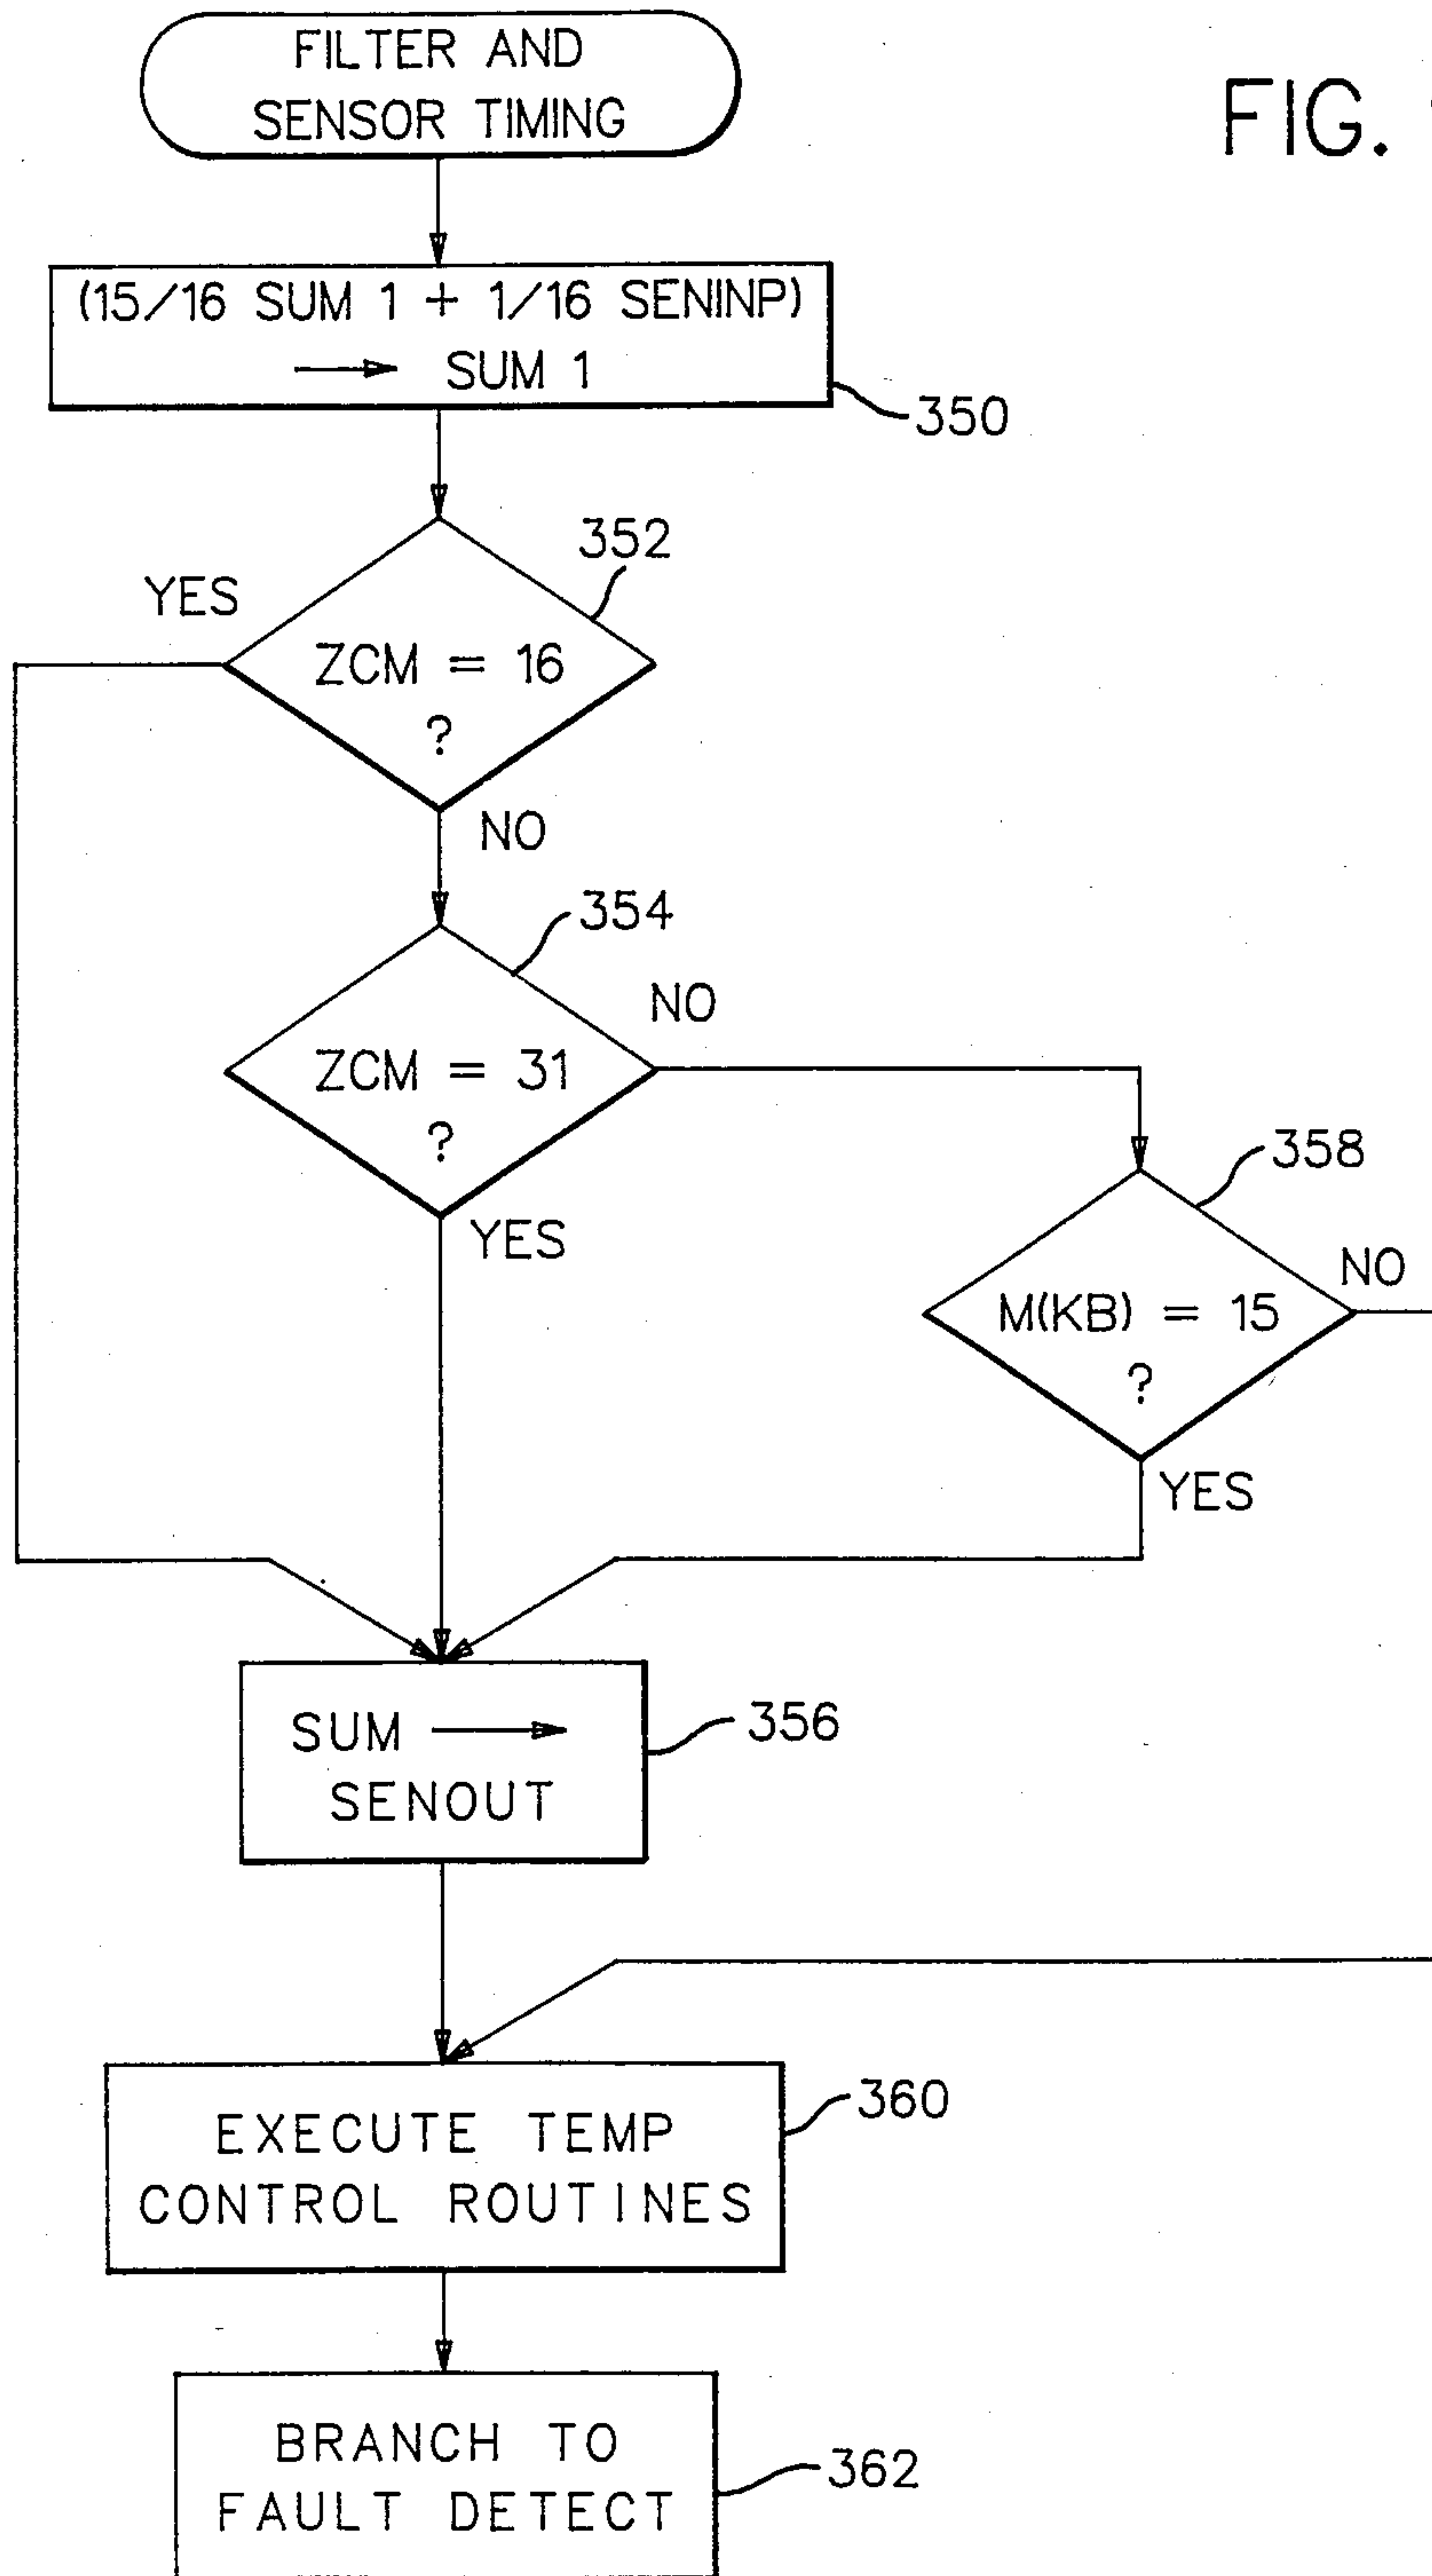 FILTER AND
SENSOR TIMING
FIG.
(15/16 SUM 1 + 1/16 SENINP)
→ SUM 1
350
352
YES
ZCM = 16
?
NO
354
NO
ZCM = 31
?
358
YES
NO
M(KB) = 15
?
YES
SUM →
SENOUT
356
EXECUTE TEMP
CONTROL ROUTINES
360
BRANCH TO
FAULT DETECT
362